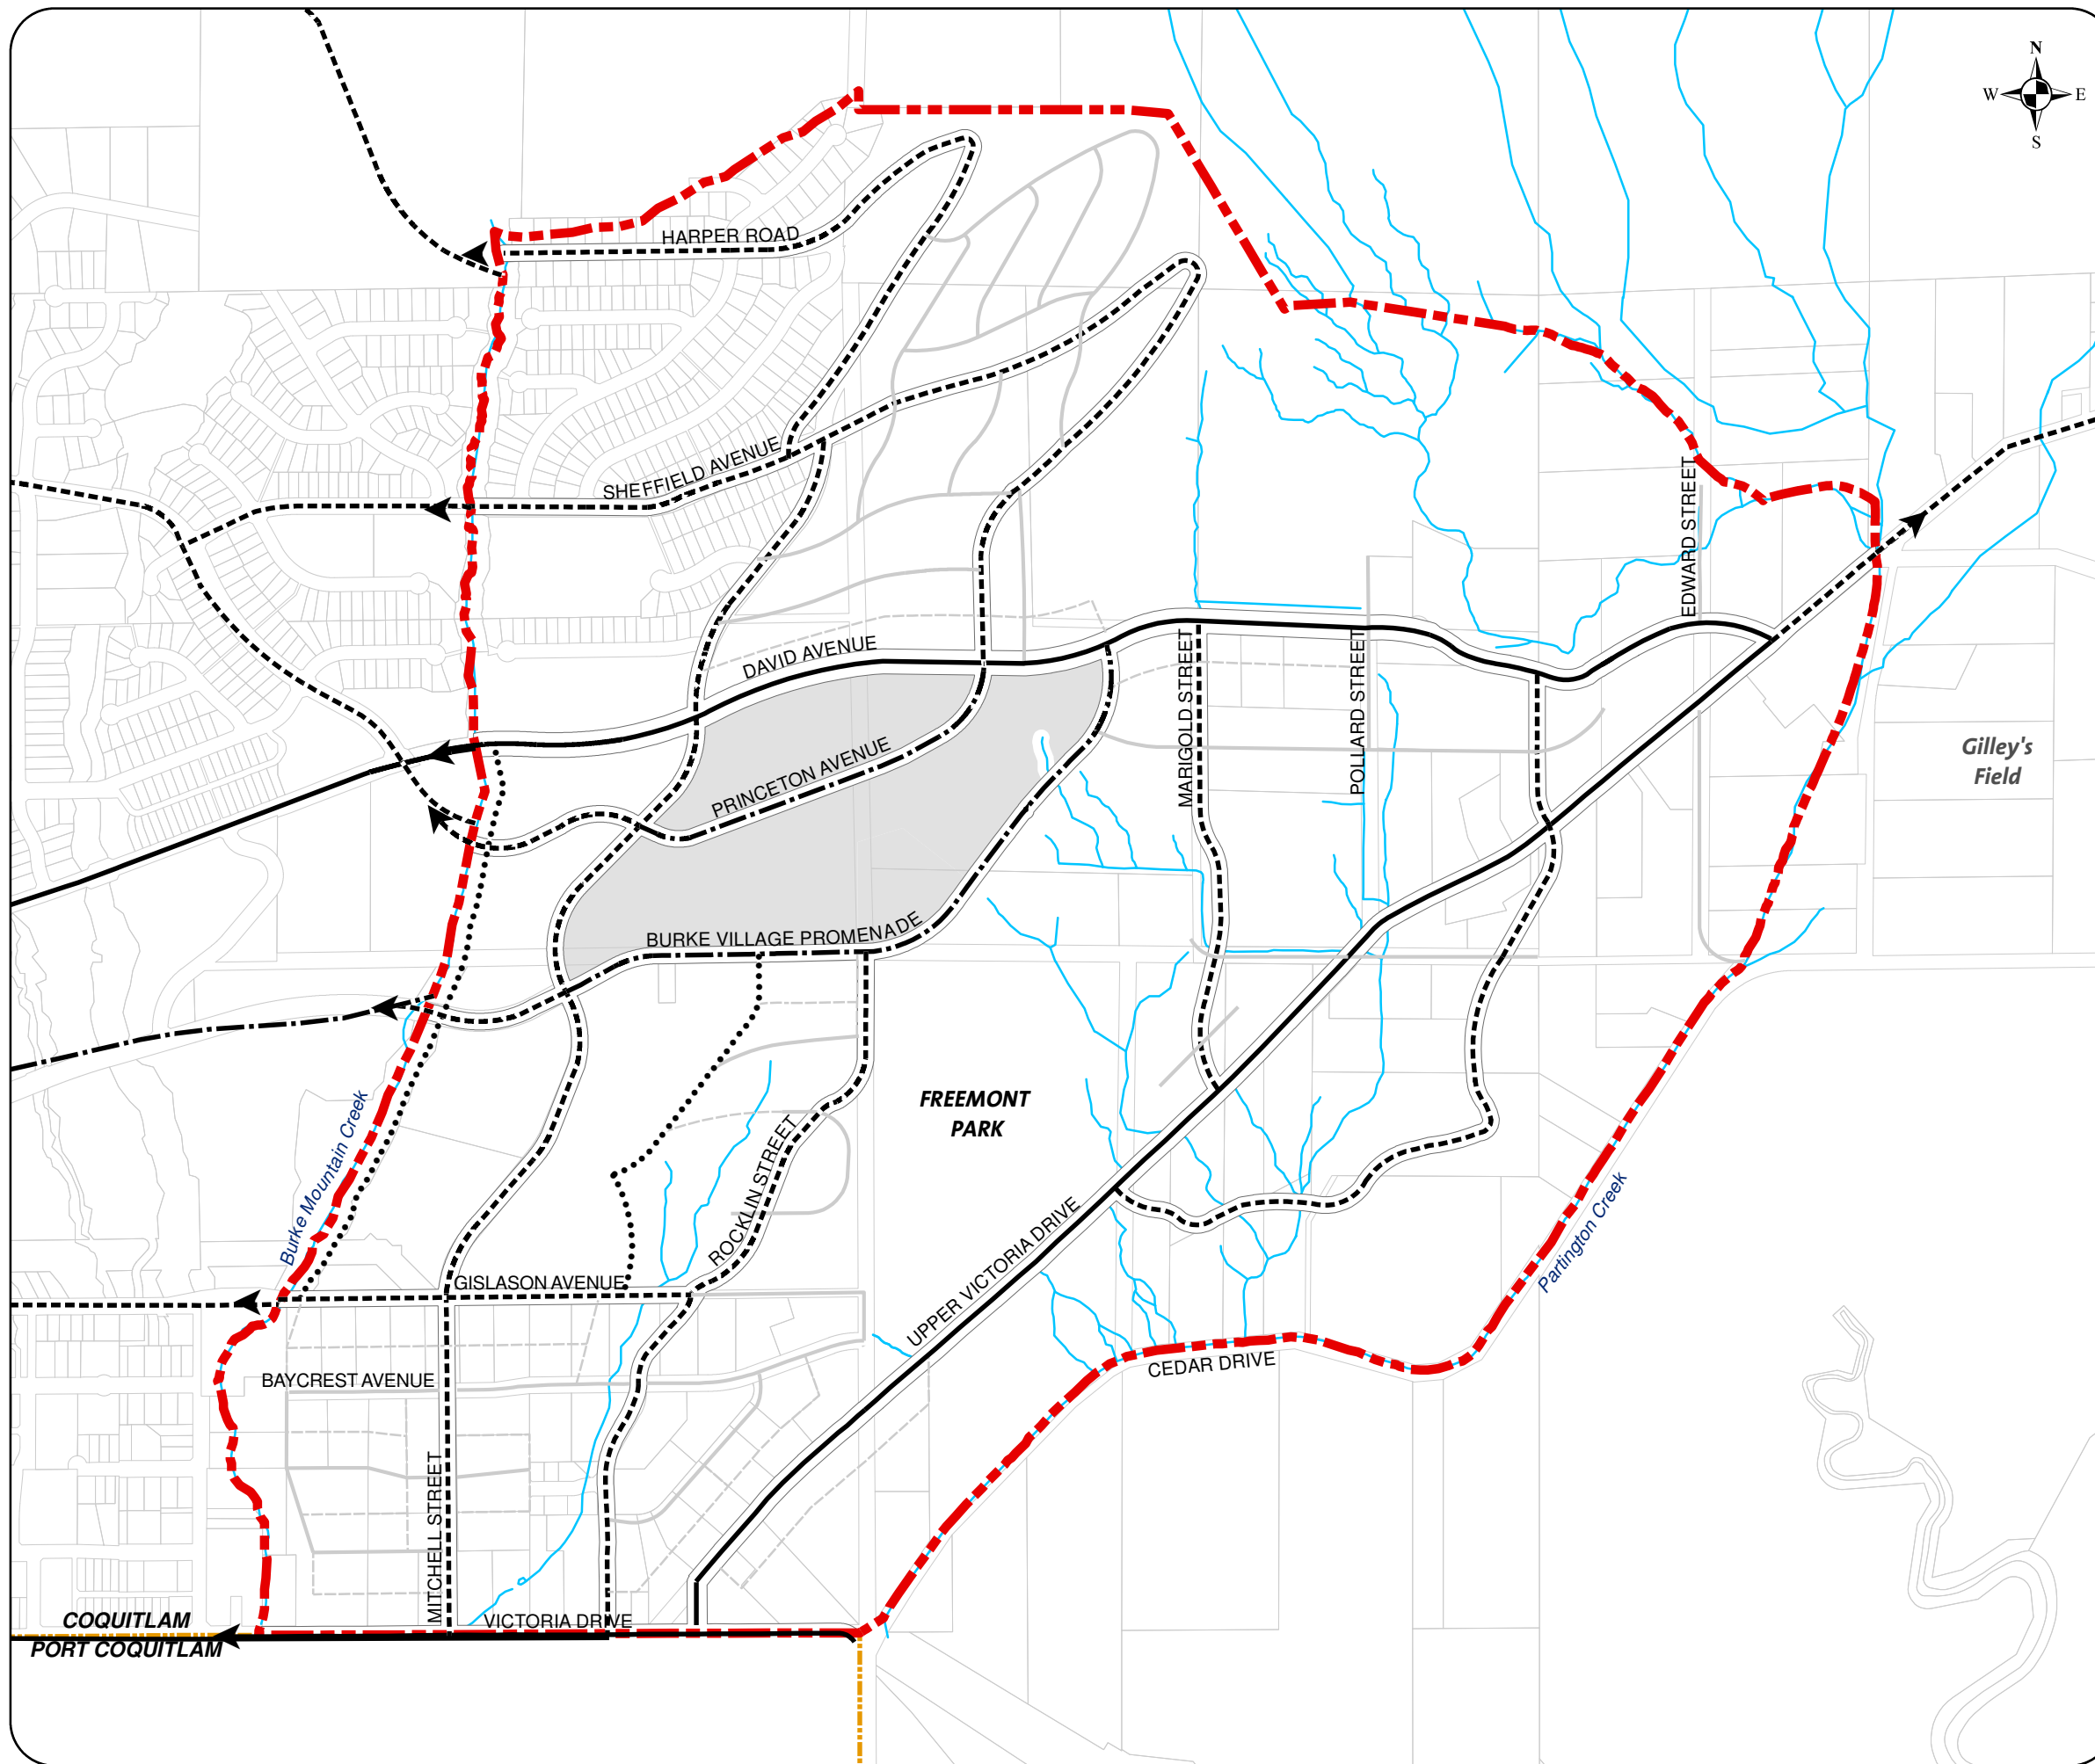 N
W E
S
HARPER ROAD
SHEFFIELD AVENUE
EDWARD STREET
DAVID AVENUE
MARIGOLD STREET
POLLARD STREET
PRINCETON AVENUE
Gilley's
Field
BURKE VILLAGE PROMENADE
FREEMONT
PARK
Burke Mountain Creek
ROCKLIN STREET
Partington Creek
GISLASON AVENUE
UPPER VICTORIA DRIVE
CEDAR DRIVE
BAYCREST AVENUE
MITCHELL STREET
VICTORIA DRIVE
COQUITLAM
PORT COQUITLAM